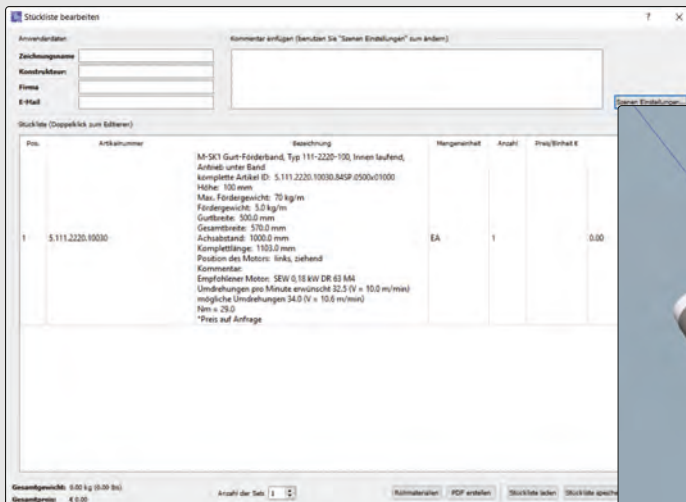 Stückliste bearbeiten
? ×
Anwenderdaten
Kommentar einfügen (benutzen Sie "Szenen Einstellungen" zum ändern)
Zeichnungsname
Konstrukteur:
Firma
E-Mail
Szenen Einstellungen...
Stückliste (Doppelklick zum Editieren)
Pos. Artikelnummer Bezeichnung Mengeneinheit Anzahl Preis/Einheit €
M-SK1 Gurt-Förderband, Typ 111-2220-100, Innen laufend,
Antrieb unter Band
komplette Artikel ID: 5.111.2220.10030.84SP.0500x01000
Höhe: 100 mm
Max. Fördergewicht: 70 kg/m
Fördergewicht: 5.0 kg/m
Gurtbreite: 500.0 mm
Gesamtbreite: 570.0 mm
1 5.111.2220.10030 Achsabstand: 1000.0 mm EA 1 0.00
Komplettlänge: 1103.0 mm
Position des Motors: links, ziehend
Kommentar:
Empfohlener Motor: SEW 0,18 kW DR 63 M4
Umdrehungen pro Minute erwünscht 32.5 (V = 10.0 m/min)
mögliche Umdrehungen 34.0 (V = 10.6 m/min)
Nm = 29.0
*Preis auf Anfrage
Gesamtgewicht: 0.00 kg (0.00 lbs)
Gesamtpreis: € 0.00
Anzahl der Sets 1
Rohmaterialien PDF erstellen Stückliste laden Stückliste speiche